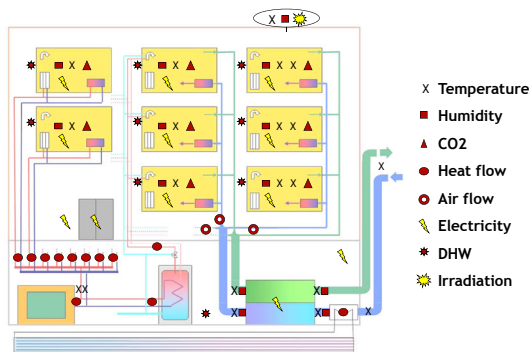 X
X
X
X
X
X
X
X X
X
X
X
X X
X
X
X
X
X
X
X
X Temperature
Humidity
CO2
Heat flow
Air flow
Electricity
DHW
Irradiation